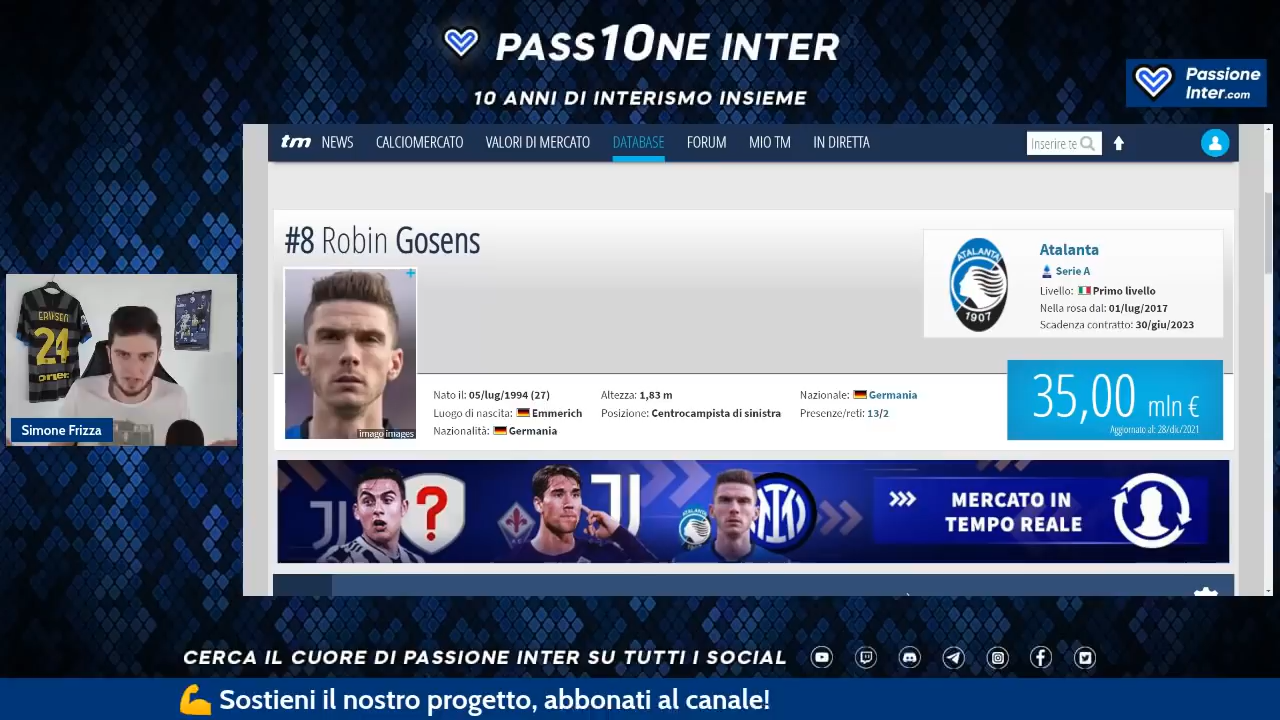 PASS10NE INTER
10 ANNI DI INTERISMO INSIEME
Passione
Inter.com
tm NEWS CALCIOMERCATO VALORI DI MERCATO DATABASE FORUM MIO TM IN DIRETTA Inserire te
#8 Robin Gosens
ATALANTA
1907
Atalanta
Serie A
Livello: Primo livello
Nella rosa dal: 01/lug/2017
Scadenza contratto: 30/giu/2023
imago images
Nato il: 05/lug/1994 (27) Altezza: 1,83 m Nazionale: Germania
Luogo di nascita: Emmerich Posizione: Centrocampista di sinistra Presenze/reti: 13/2
Nazionalità: Germania
35,00 mln €
Aggiornato al: 28/dic/2021
ERIKSEN
24
Simone Frizza
?
MERCATO IN
TEMPO REALE
CERCA IL CUORE DI PASSIONE INTER SU TUTTI I SOCIAL
💪 Sostieni il nostro progetto, abbonati al canale!